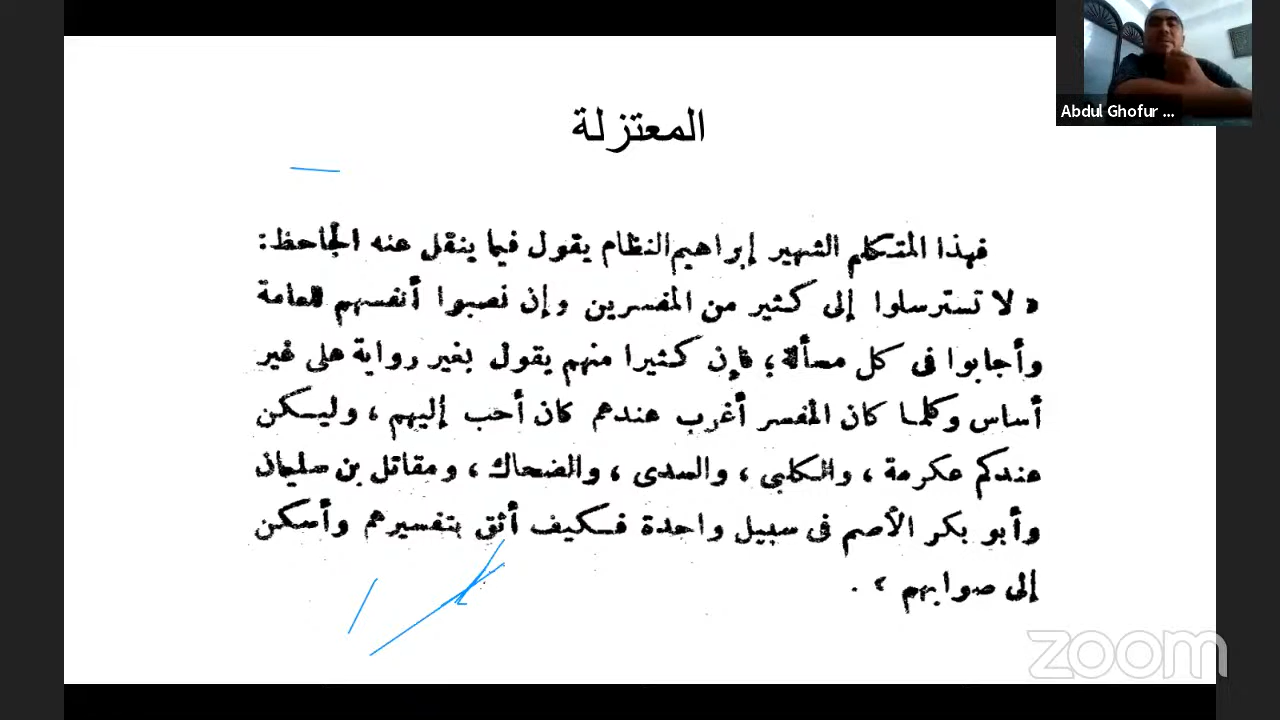 المعتزلة
فهذا المتكلم الشهير إبراهيم النظام يقول فيما ينقل عنه الجاحظ:
« لا تسترسلوا إلى كثير من المفسرين وإن نصبوا أنفسهم للعامة
وأجابوا فى كل مسألة ؛ فإن كثيرا منهم يقول بغير رواية على غير
أساس وكلما كان المفسر أغرب عندهم كان أحب إليهم ، وليكن
عندكم عكرمة ، والكلبى ، والسدى ، والضحاك ، ومقاتل بن سليمان
وأبو بكر الأصم فى سبيل واحدة فكيف أثق بتفسيرهم وأسكن
إلى صوابهم » .
Abdul Ghofur ...
zoom